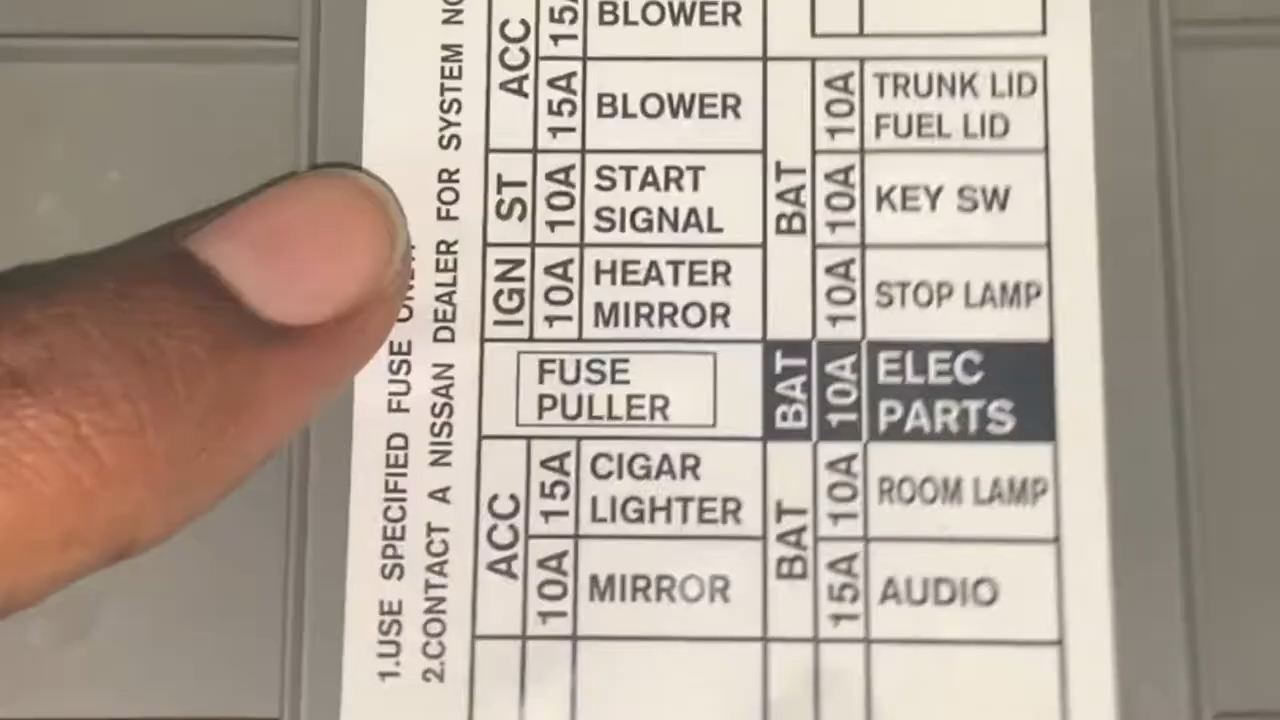 1.USE SPECIFIED FUSE
2.CONTACT A NISSAN DEALER FOR SYSTEM
ACC
BLOWER
15A
BLOWER
ST
10A
START
SIGNAL
IGN
10A
HEATER
MIRROR
FUSE
PULLER
ACC
15A
CIGAR
LIGHTER
10A
MIRROR
BAT
10A
TRUNK LID
FUEL LID
10A
KEY SW
10A
STOP LAMP
BAT
10A
ELEC
PARTS
BAT
10A
ROOM LAMP
15A
AUDIO